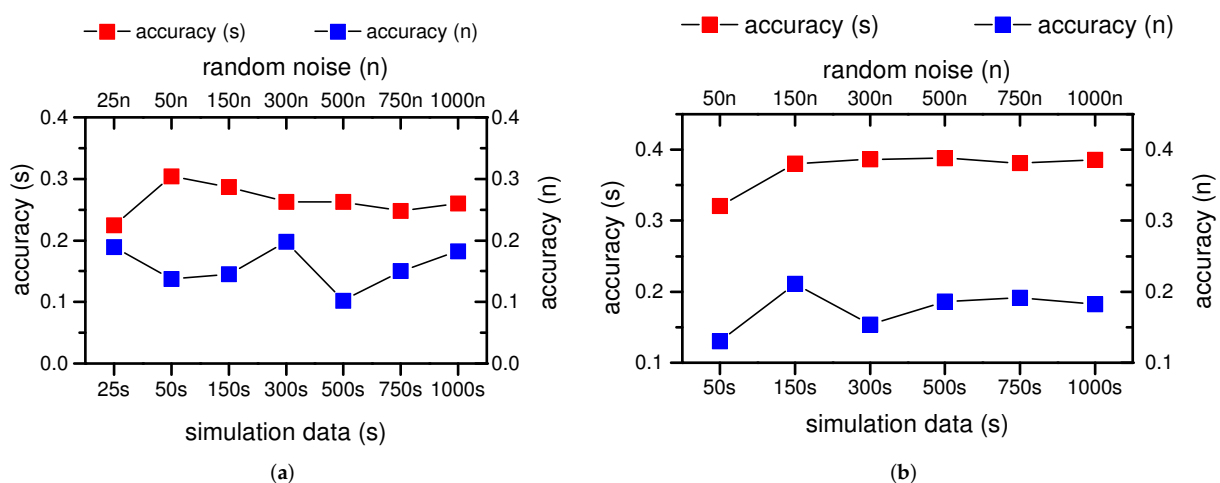 accuracy (s) accuracy (n)
random noise (n)
25n 50n 150n 300n 500n 750n 1000n
0.4 0.4
0.3 0.3
0.2 0.2
0.1 0.1
0.0 0.0
accuracy (s)
accuracy (n)
25s 50s 150s 300s 500s 750s 1000s
simulation data (s)
(a)
accuracy (s) accuracy (n)
random noise (n)
50n 150n 300n 500n 750n 1000n
0.4 0.4
0.3 0.3
0.2 0.2
0.1 0.1
accuracy (s)
accuracy (n)
50s 150s 300s 500s 750s 1000s
simulation data (s)
(b)